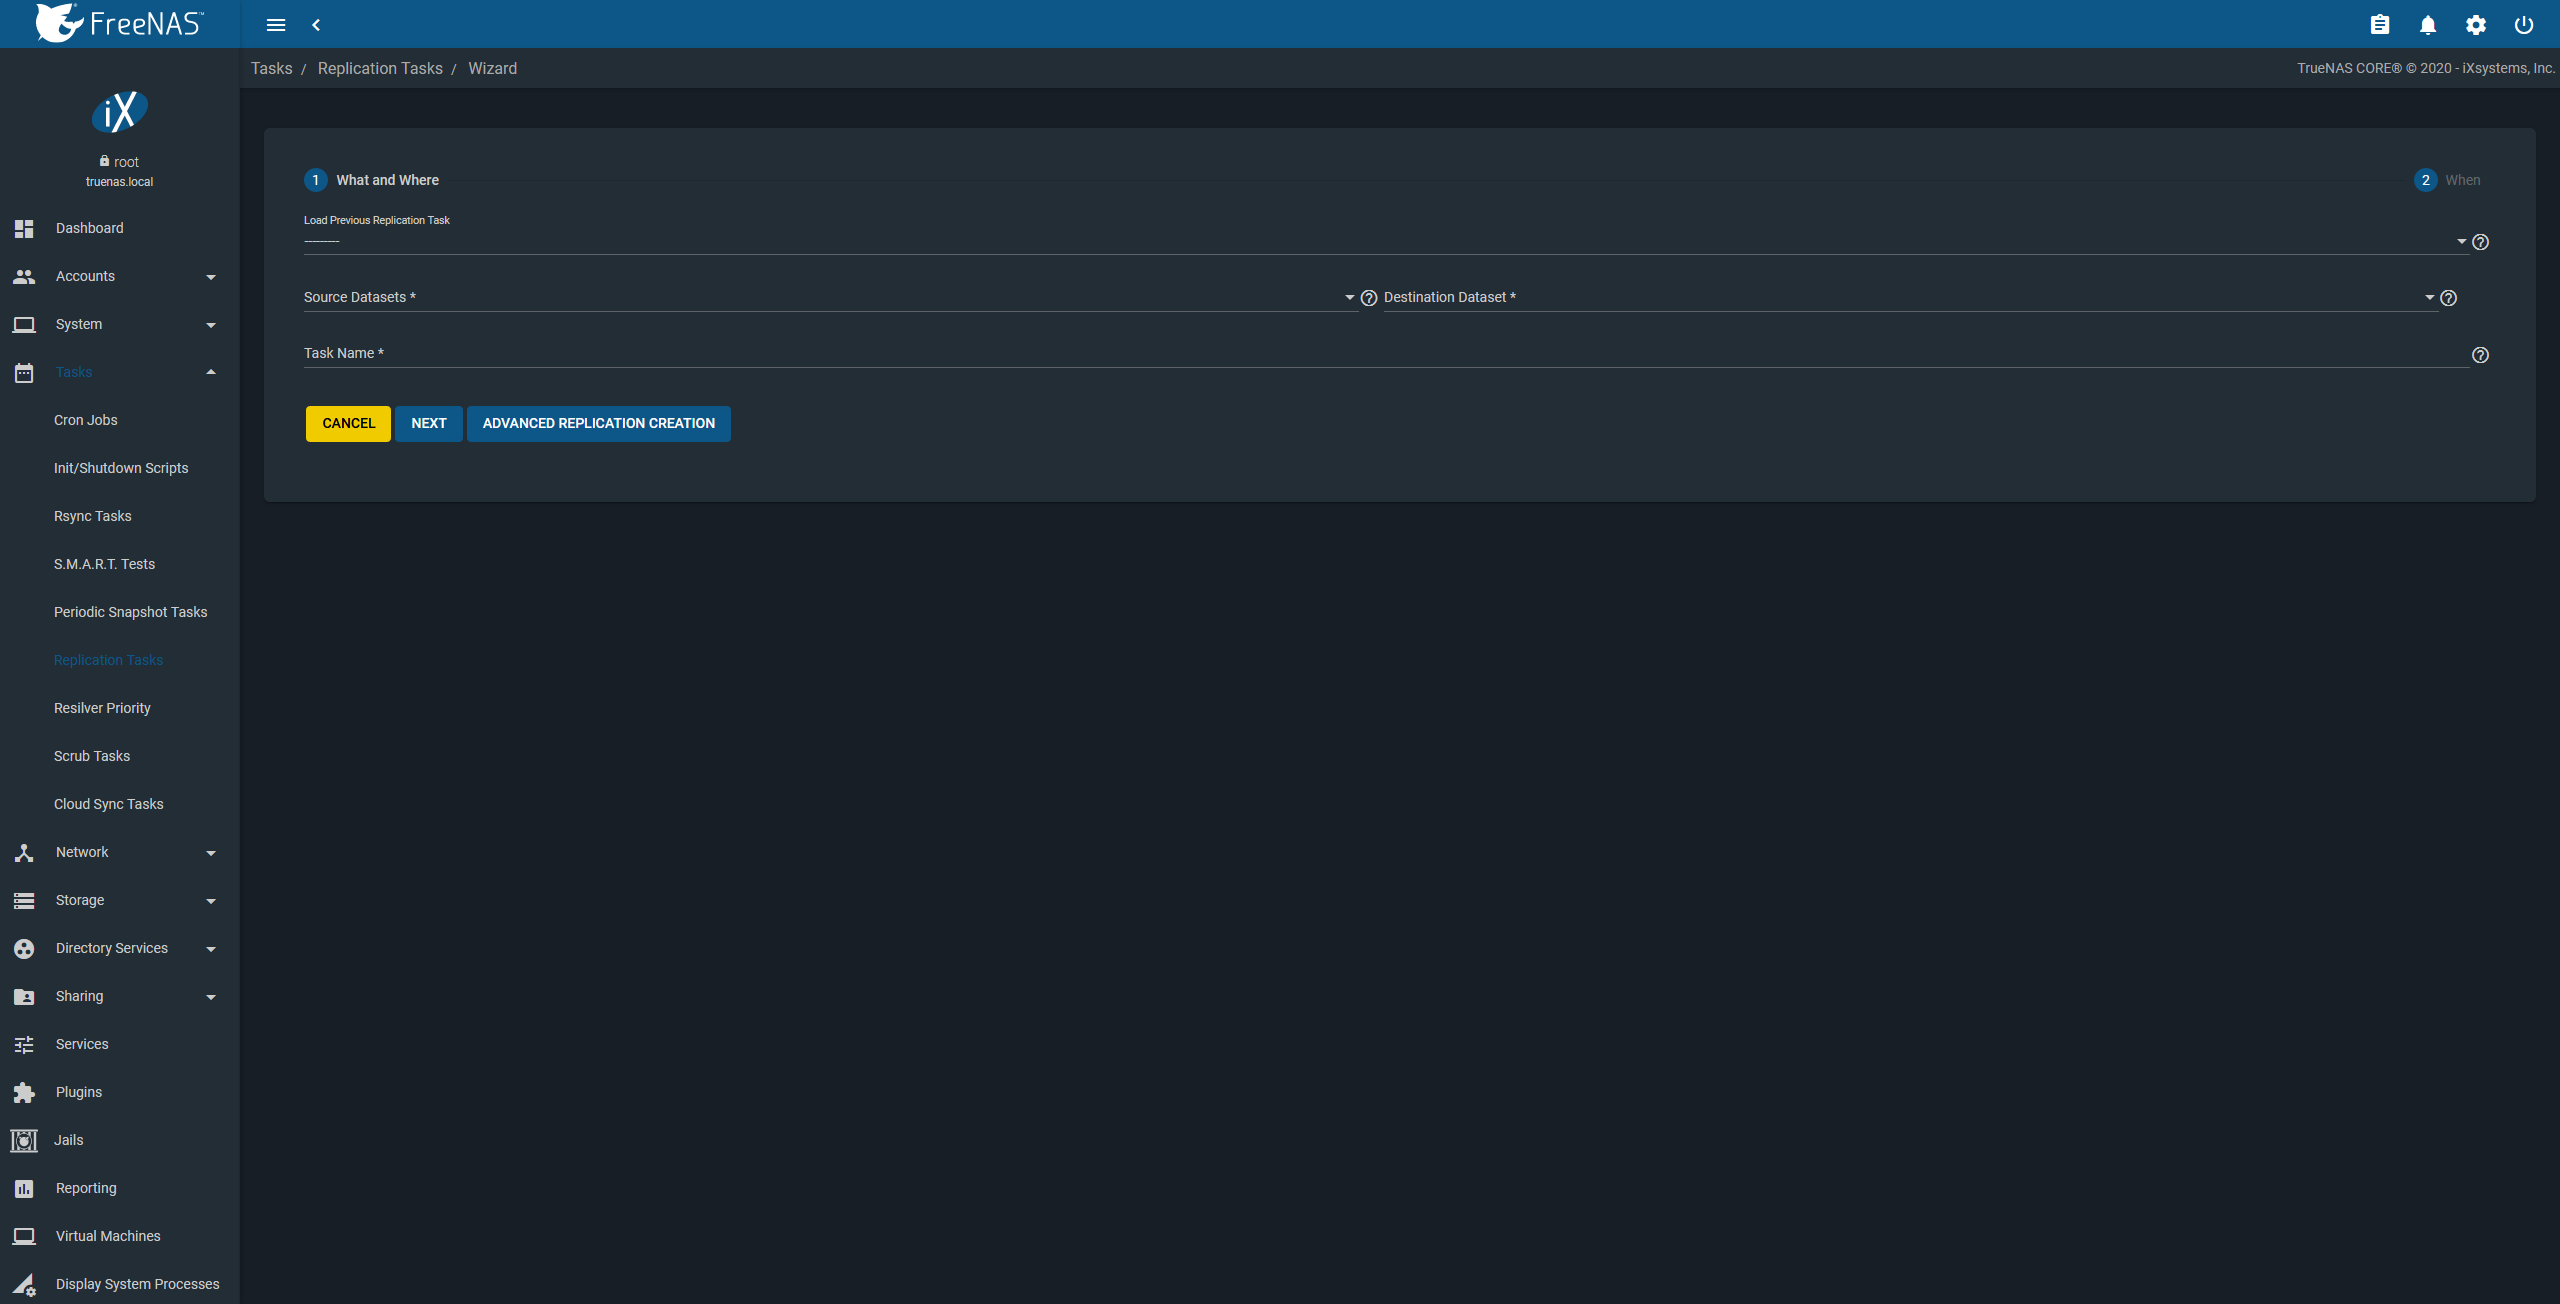 FreeNAS™
Tasks / Replication Tasks / Wizard
TrueNAS CORE® © 2020 - iXsystems, Inc.
iX
root
truenas.local
Dashboard
Accounts
System
Tasks
Cron Jobs
Init/Shutdown Scripts
Rsync Tasks
S.M.A.R.T. Tests
Periodic Snapshot Tasks
Replication Tasks
Resilver Priority
Scrub Tasks
Cloud Sync Tasks
Network
Storage
Directory Services
Sharing
Services
Plugins
Jails
Reporting
Virtual Machines
Display System Processes
1 What and Where
2 When
Load Previous Replication Task
---------
Source Datasets *
Destination Dataset *
Task Name *
CANCEL NEXT ADVANCED REPLICATION CREATION